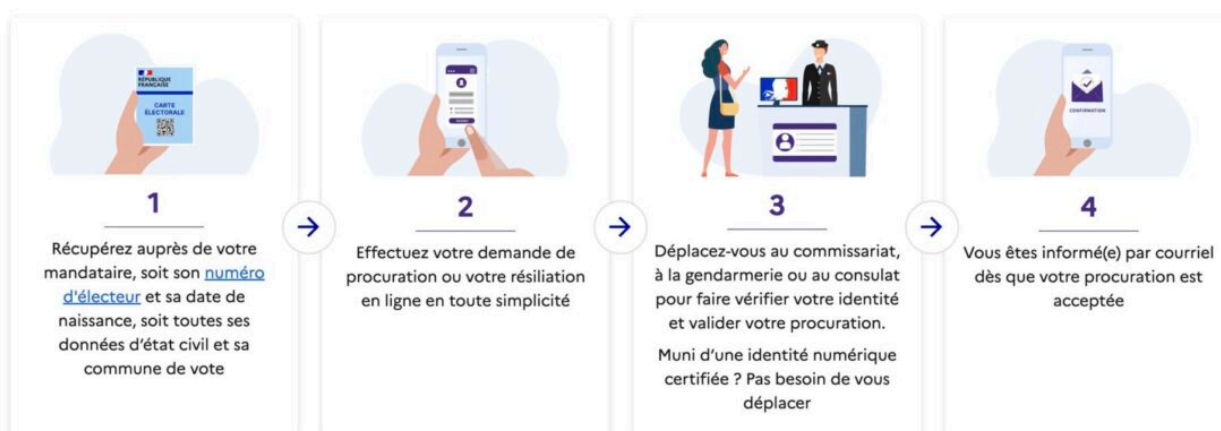 RÉPUBLIQUE
FRANÇAISE
CARTE
ÉLECTORALE
1
Récupérez auprès de votre
mandataire, soit son numéro
d'électeur et sa date de
naissance, soit toutes ses
données d'état civil et sa
commune de vote
2
Effectuez votre demande de
procuration ou votre résiliation
en ligne en toute simplicité
3
Déplacez-vous au commissariat,
à la gendarmerie ou au consulat
pour faire vérifier votre identité
et valider votre procuration.
Muni d'une identité numérique
certifiée ? Pas besoin de vous
déplacer
CONFIRMATION
4
Vous êtes informé(e) par courriel
dès que votre procuration est
acceptée